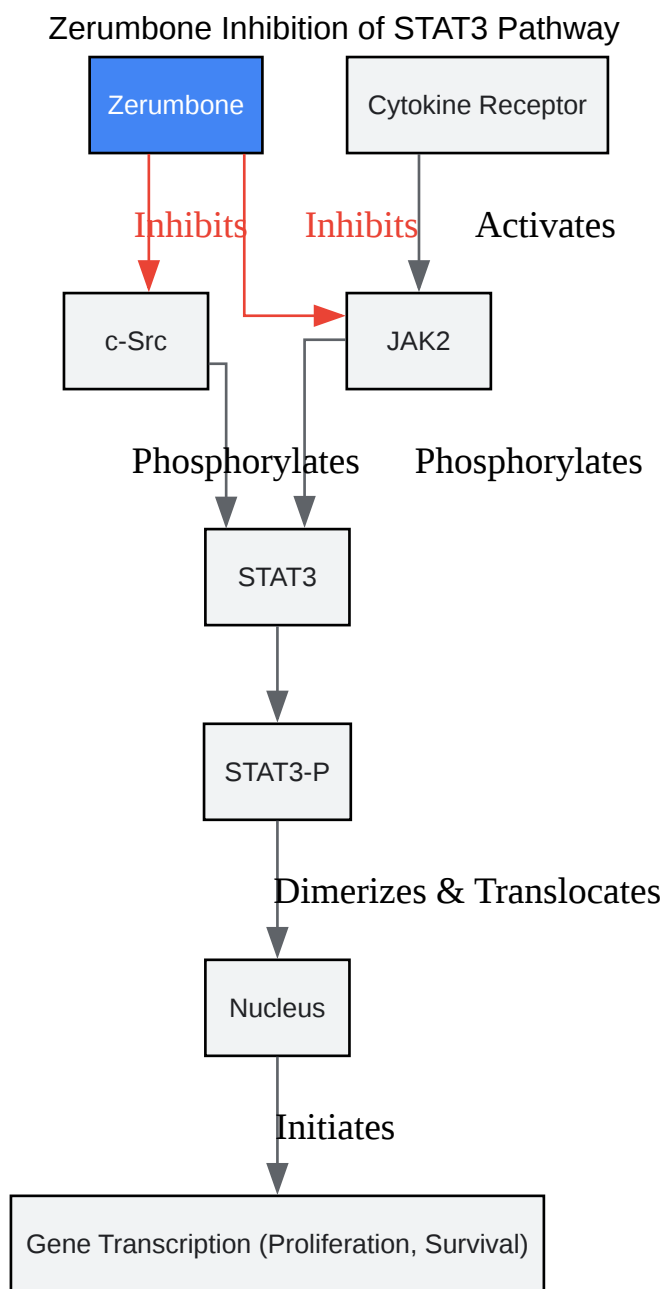 Zerumbone Inhibition of STAT3 Pathway
Zerumbone
Cytokine Receptor
Inhibits
Inhibits
Activates
c-Src
JAK2
Phosphorylates
Phosphorylates
STAT3
STAT3-P
Dimerizes & Translocates
Nucleus
Initiates
Gene Transcription (Proliferation, Survival)